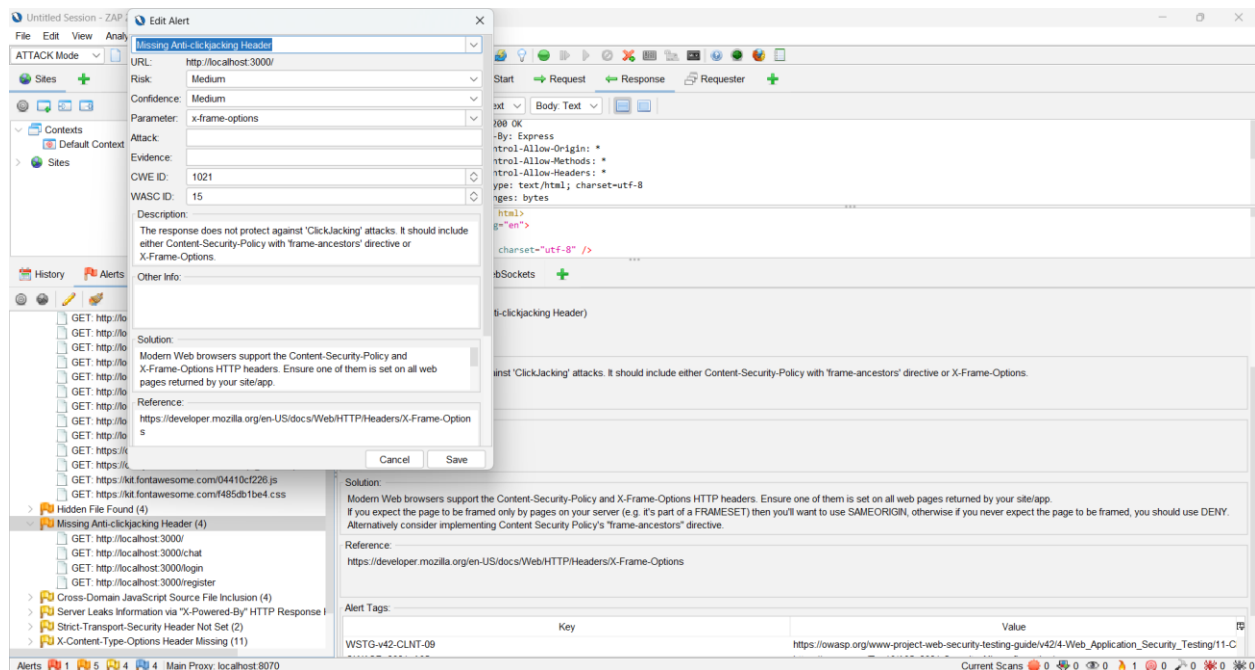 Untitled Session - ZAP
Edit Alert
File Edit View Analy
ATTACK Mode
Missing Anti-clickjacking Header
URL: http://localhost:3000/
Risk: Medium
Confidence: Medium
Parameter: x-frame-options
Attack:
Evidence:
CWE ID: 1021
WASC ID: 15
Description:
The response does not protect against 'ClickJacking' attacks. It should include
either Content-Security-Policy with 'frame-ancestors' directive or
X-Frame-Options.
Other Info:
Solution:
Modern Web browsers support the Content-Security-Policy and
X-Frame-Options HTTP headers. Ensure one of them is set on all web
pages returned by your site/app.
Reference:
https://developer.mozilla.org/en-US/docs/Web/HTTP/Headers/X-Frame-Option
s
Cancel Save
Sites
Contexts
Default Context
Sites
Start Request Response Requester
ext Body: Text
200 OK
-By: Express
ntrol-Allow-Origin: *
ntrol-Allow-Methods: *
ntrol-Allow-Headers: *
ype: text/html; charset=utf-8
nges: bytes
html>
g="en">
charset="utf-8" />
History Alerts
ebSockets
GET: http://lo
GET: http://lo
GET: http://lo
GET: http://lo
GET: http://lo
GET: http://lo
GET: http://lo
GET: http://lo
GET: http://lo
GET: https://
GET: https://
GET: https://kit.fontawesome.com/04410cf226.js
GET: https://kit.fontawesome.com/f485db1be4.css
Hidden File Found (4)
Missing Anti-clickjacking Header (4)
GET: http://localhost:3000/
GET: http://localhost:3000/chat
GET: http://localhost:3000/login
GET: http://localhost:3000/register
Cross-Domain JavaScript Source File Inclusion (4)
Server Leaks Information via "X-Powered-By" HTTP Response
Strict-Transport-Security Header Not Set (2)
X-Content-Type-Options Header Missing (11)
ti-clickjacking Header)
inst 'ClickJacking' attacks. It should include either Content-Security-Policy with 'frame-ancestors' directive or X-Frame-Options.
Solution:
Modern Web browsers support the Content-Security-Policy and X-Frame-Options HTTP headers. Ensure one of them is set on all web pages returned by your site/app.
If you expect the page to be framed only by pages on your server (e.g. it's part of a FRAMESET) then you'll want to use SAMEORIGIN, otherwise if you never expect the page to be framed, you should use DENY.
Alternatively consider implementing Content Security Policy's "frame-ancestors" directive.
Reference:
https://developer.mozilla.org/en-US/docs/Web/HTTP/Headers/X-Frame-Options
Alert Tags:
Key Value
WSTG-v42-CLNT-09 https://owasp.org/www-project-web-security-testing-guide/v42/4-Web_Application_Security_Testing/11-C
Alerts 1 5 4 4 Main Proxy: localhost:8070
Current Scans 0 0 0 1 0 0 0 0